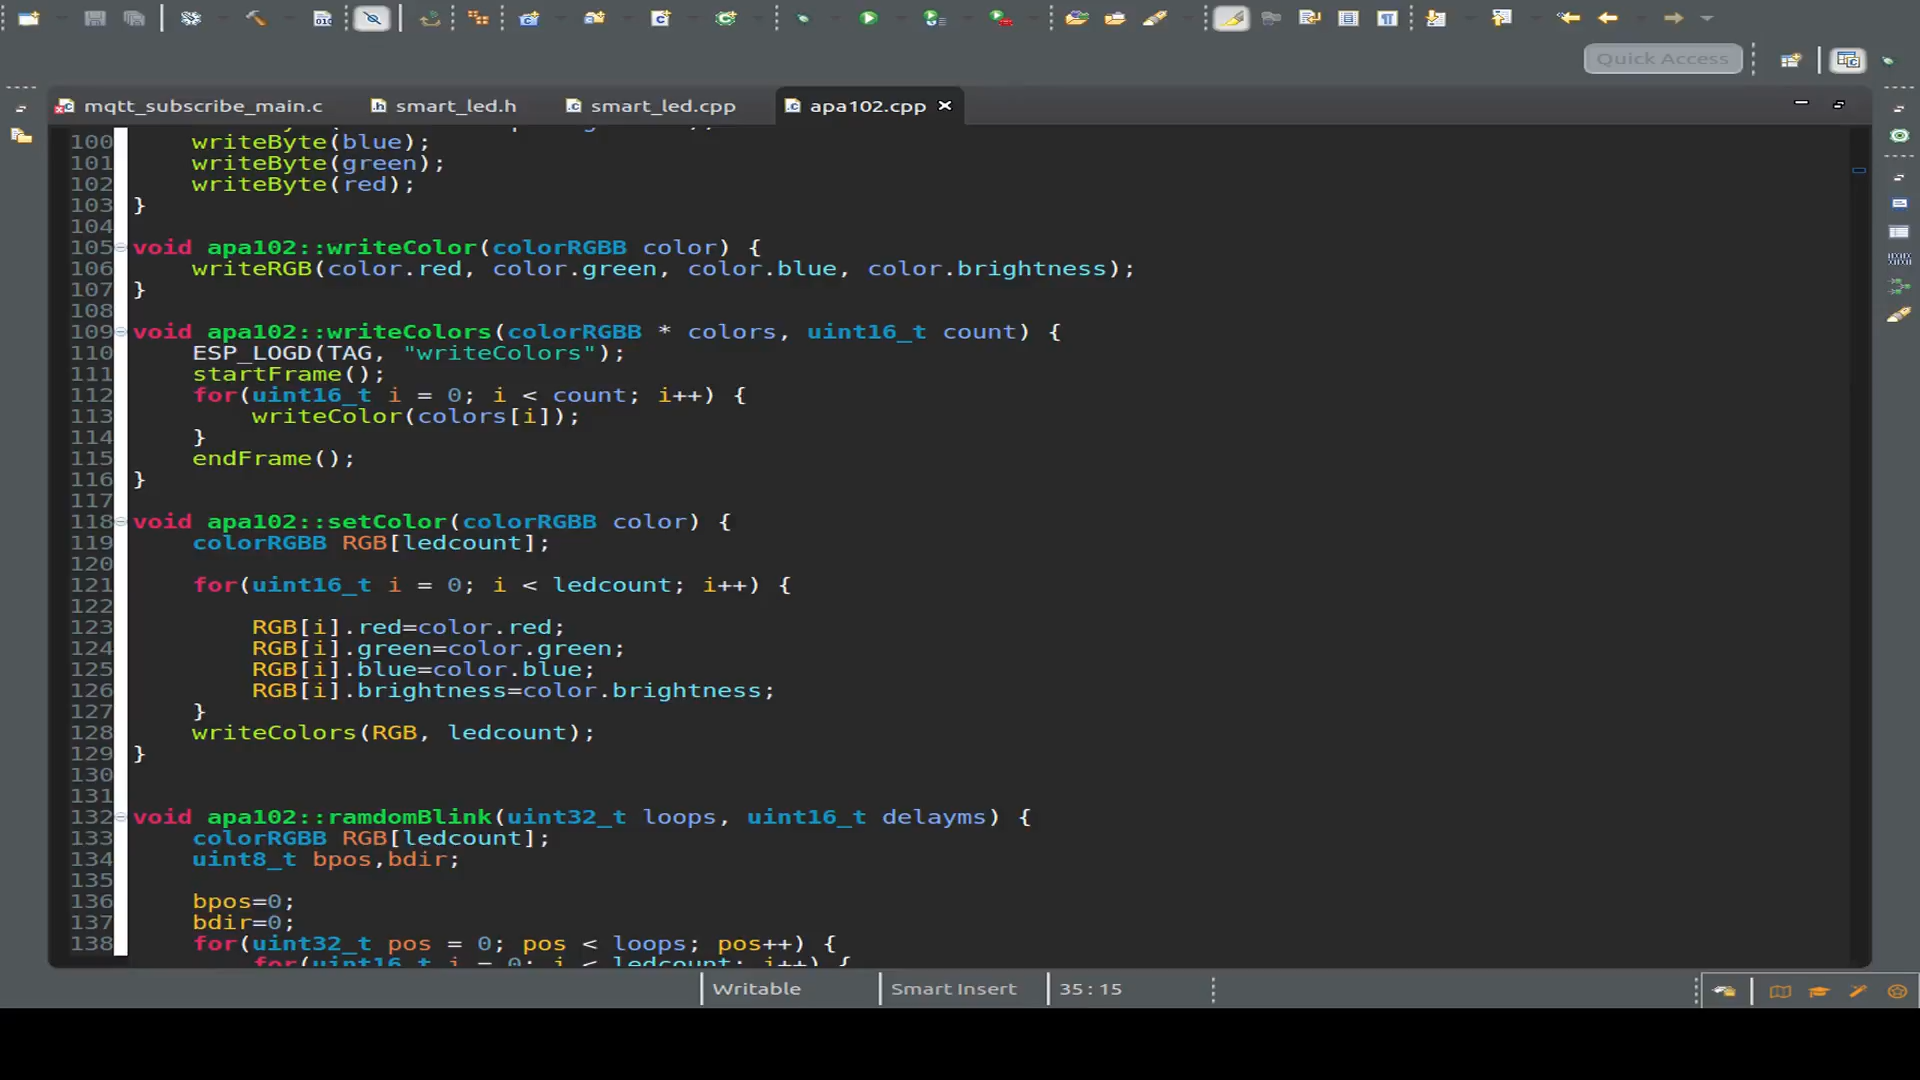 Quick Access
mqtt_subscribe_main.c
smart_led.h
smart_led.cpp
apa102.cpp
100 writeByte(blue);
101 writeByte(green);
102 writeByte(red);
103 }
104
105 void apa102::writeColor(colorRGBB color) {
106 writeRGB(color.red, color.green, color.blue, color.brightness);
107 }
108
109 void apa102::writeColors(colorRGBB * colors, uint16_t count) {
110 ESP_LOGD(TAG, "writeColors");
111 startFrame();
112 for(uint16_t i = 0; i < count; i++) {
113 writeColor(colors[i]);
114 }
115 endFrame();
116 }
117
118 void apa102::setColor(colorRGBB color) {
119 colorRGBB RGB[ledcount];
120
121 for(uint16_t i = 0; i < ledcount; i++) {
122
123 RGB[i].red=color.red;
124 RGB[i].green=color.green;
125 RGB[i].blue=color.blue;
126 RGB[i].brightness=color.brightness;
127 }
128 writeColors(RGB, ledcount);
129 }
130
131
132 void apa102::ramdomBlink(uint32_t loops, uint16_t delayms) {
133 colorRGBB RGB[ledcount];
134 uint8_t bpos,bdir;
135
136 bpos=0;
137 bdir=0;
138 for(uint32_t pos = 0; pos < loops; pos++) {
for(uint16_t i = 0; i < ledcount; i++) {
Writable
Smart Insert
35 : 15